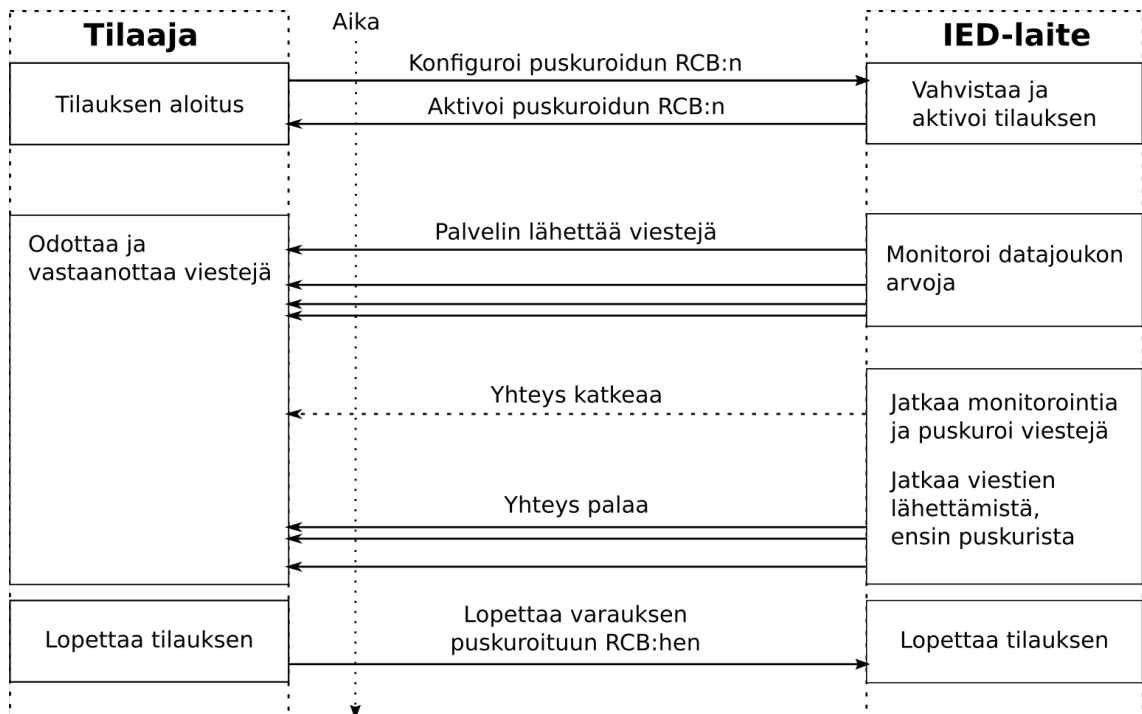 Aika
Tilaaja
IED-laite
Konfiguroi puskuroidun RCB:n
Tilauksen aloitus
Aktivoi puskuroidun RCB:n
Vahvistaa ja
aktivoi tilauksen
Palvelin lähettää viestejä
Odottaa ja
vastaanottaa viestejä
Monitoroi datajoukon
arvoja
Yhteys katkeaa
Jatkaa monitorointia
ja puskuroi viestejä
Yhteys palaa
Jatkaa viestien
lähettämistä,
ensin puskurista
Lopettaa tilauksen
Lopettaa varauksen
puskuroituun RCB:hen
Lopettaa tilauksen